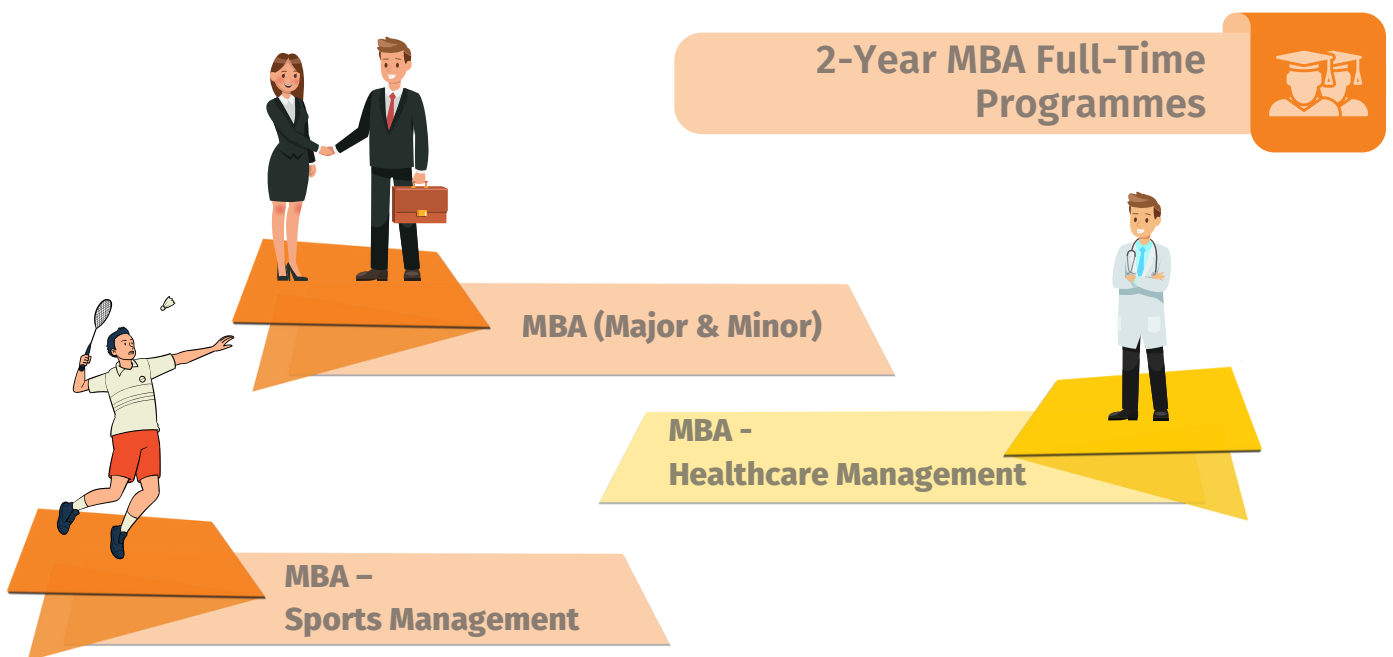 2-Year MBA Full-Time
Programmes
MBA (Major & Minor)
MBA -
Healthcare Management
MBA –
Sports Management